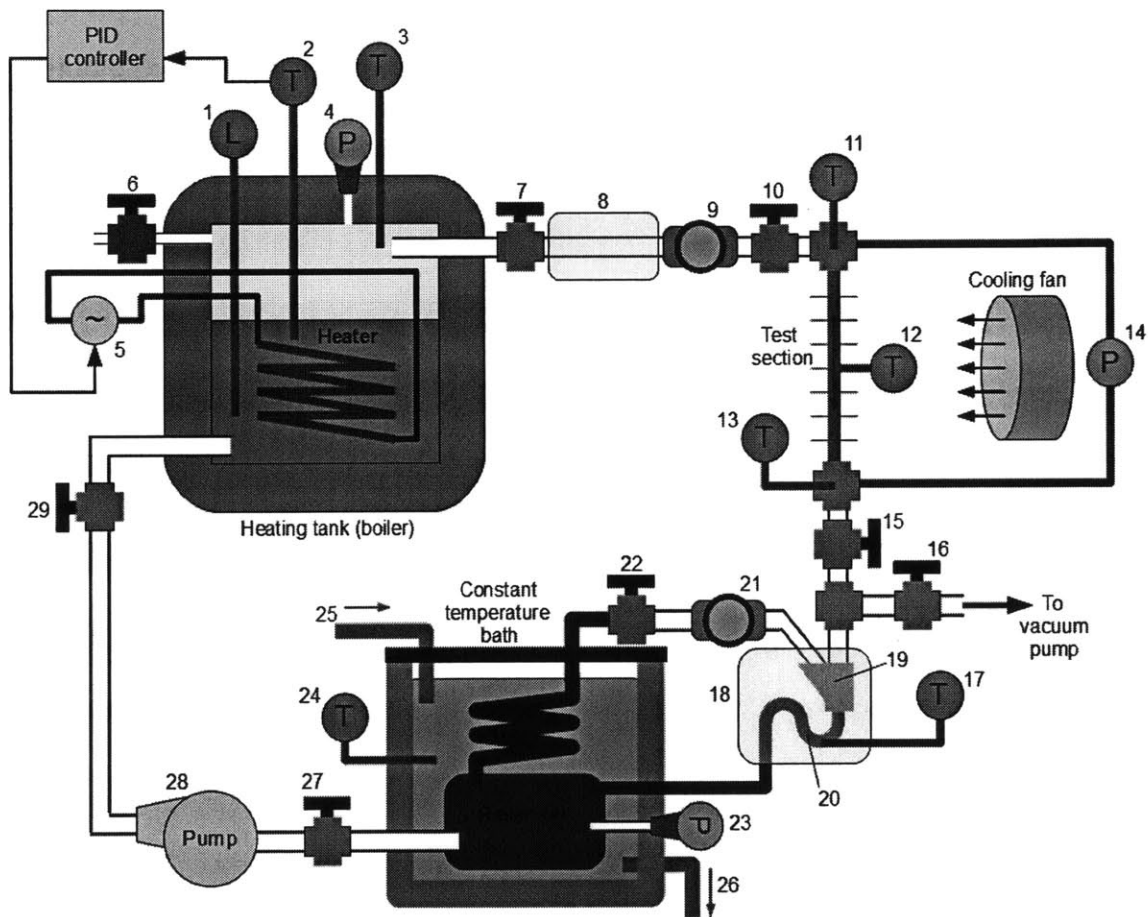 PID
controller
1
2
3
4
L
T
T
P
6
7
8
9
10
11
T
~
5
Heater
Test
section
12
T
Cooling fan
14
P
13
T
29
Heating tank (boiler)
15
16
To
vacuum
pump
22
21
25
Constant
temperature
bath
18
19
17
T
20
24
T
28
Pump
27
P
23
26